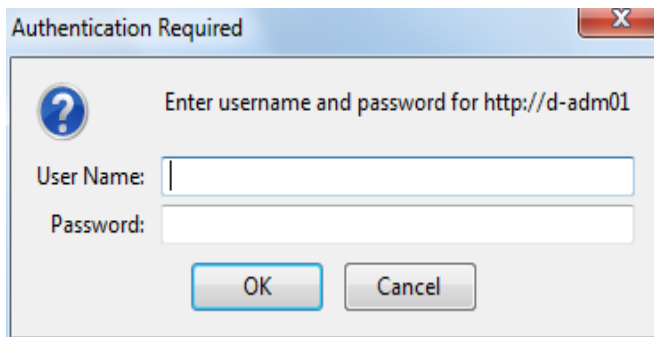 Authentication Required
Enter username and password for http://d-adm01
User Name:
Password:
OK
Cancel